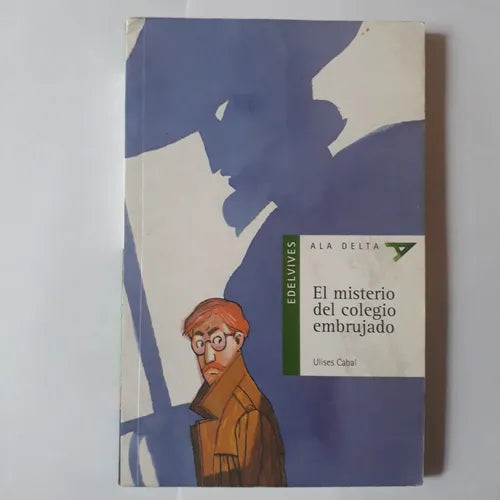 EDELVIVES
ALA DELTA
El misterio
del colegio
embrujado
Ulises Cabal